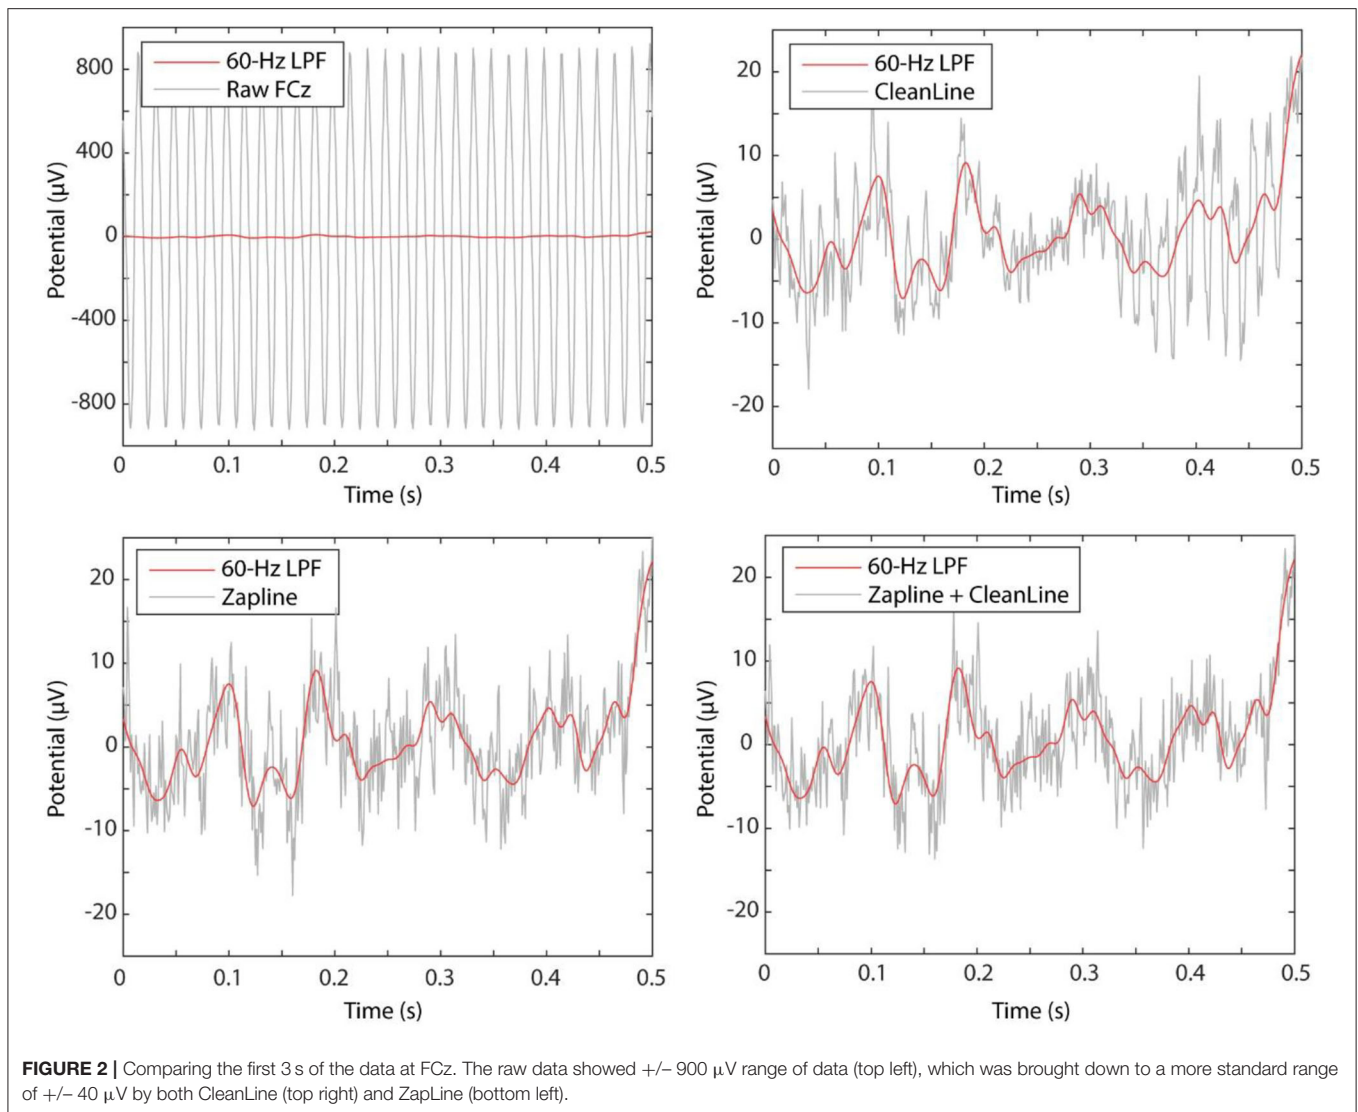 60-Hz LPF
Raw FCz
800
400
0
-400
-800
Potential (µV)
0 0.1 0.2 0.3 0.4 0.5
Time (s)
60-Hz LPF
CleanLine
20
10
0
-10
-20
Potential (µV)
0 0.1 0.2 0.3 0.4 0.5
Time (s)
60-Hz LPF
Zapline
20
10
0
-10
-20
Potential (µV)
0 0.1 0.2 0.3 0.4 0.5
Time (s)
60-Hz LPF
Zapline + CleanLine
20
10
0
-10
-20
Potential (µV)
0 0.1 0.2 0.3 0.4 0.5
Time (s)
FIGURE 2 | Comparing the first 3 s of the data at FCz. The raw data showed +/− 900 µV range of data (top left), which was brought down to a more standard range
of +/− 40 µV by both CleanLine (top right) and ZapLine (bottom left).